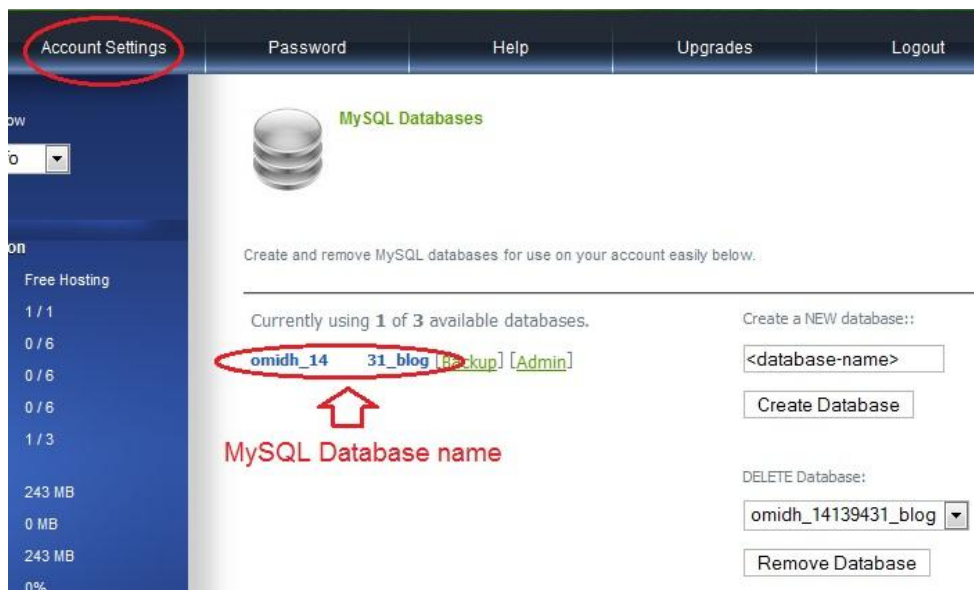 Account Settings Password Help Upgrades Logout
MySQL Databases
on
Create and remove MySQL databases for use on your account easily below.
Free Hosting
1 / 1
0 / 6
0 / 6
0 / 6
1 / 3
243 MB
0 MB
243 MB
0%
Currently using 1 of 3 available databases.
omidh_14 31_blog [Backup] [Admin]
MySQL Database name
Create a NEW database::
<database-name>
Create Database
DELETE Database:
omidh_14139431_blog
Remove Database